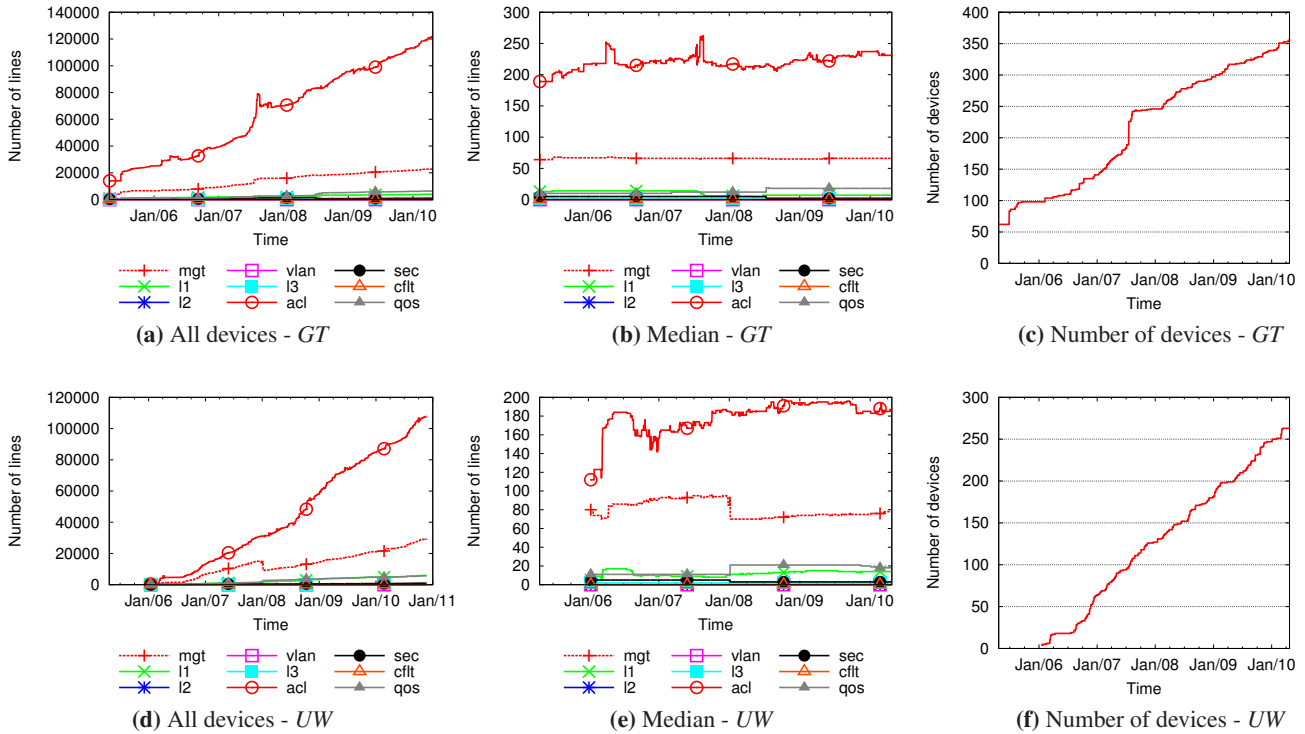 140000
120000
100000
80000
60000
40000
20000
0
Number of lines
Jan/06 Jan/07 Jan/08 Jan/09 Jan/10
Time
mgt vlan sec
l1 l3 cflt
l2 acl qos
(a) All devices - GT
300
250
200
150
100
50
0
Number of lines
Jan/06 Jan/07 Jan/08 Jan/09 Jan/10
Time
mgt vlan sec
l1 l3 cflt
l2 acl qos
(b) Median - GT
400
350
300
250
200
150
100
50
0
Number of devices
Jan/06 Jan/07 Jan/08 Jan/09 Jan/10
Time
(c) Number of devices - GT
120000
100000
80000
60000
40000
20000
0
Number of lines
Jan/06 Jan/07 Jan/08 Jan/09 Jan/10 Jan/11
Time
mgt vlan sec
l1 l3 cflt
l2 acl qos
(d) All devices - UW
200
180
160
140
120
100
80
60
40
20
0
Number of lines
Jan/06 Jan/07 Jan/08 Jan/09 Jan/10
Time
mgt vlan sec
l1 l3 cflt
l2 acl qos
(e) Median - UW
300
250
200
150
100
50
0
Number of devices
Jan/06 Jan/07 Jan/08 Jan/09 Jan/10
Time
(f) Number of devices - UW